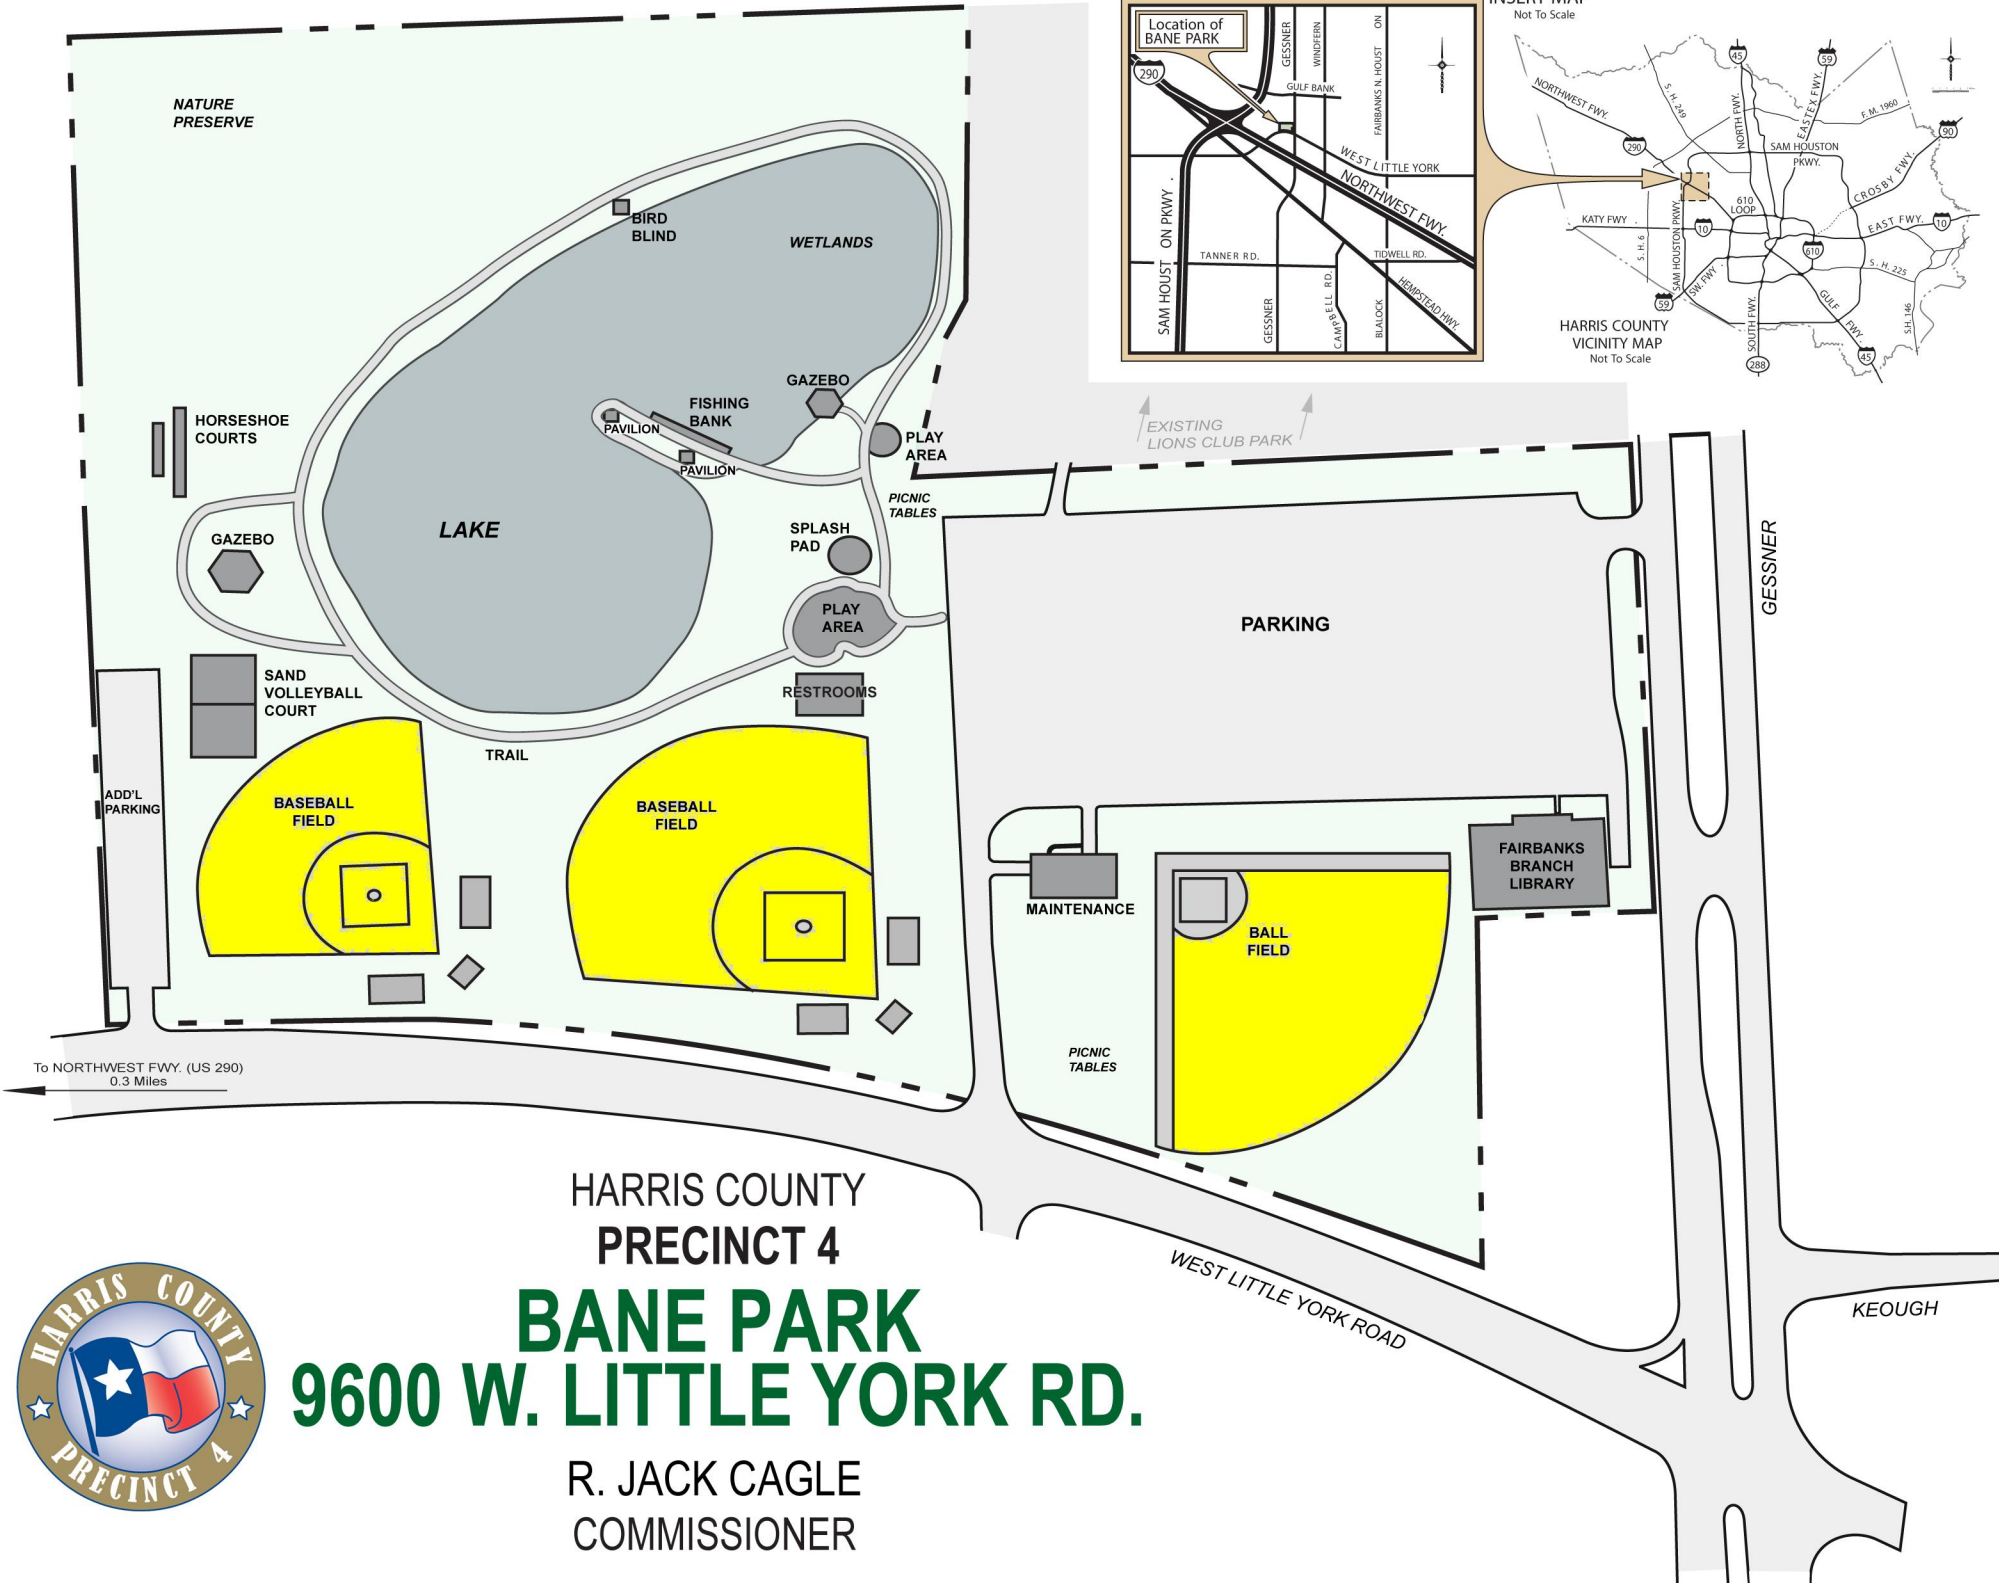 INSERT MAP
Not To Scale
Location of
BANE PARK
290
GESSNER
WINDFERN
FAIRBANKS N. HOUST ON
GULF BANK
WEST LITTLE YORK
NORTHWEST FWY.
SAM HOUST ON PKWY .
TANNER RD.
TIDWELL RD.
GESSNER
CAMPBELL RD.
BLALOCK
HEMPSTEAD HWY
45
59
NORTHWEST FWY.
S. H. 249
NORTH FWY.
EASTEX FWY.
F. M. 1960
90
290
SAM HOUSTON
PKWY.
CROSBY FWY.
610
LOOP
KATY FWY
10
EAST FWY.
10
S. H. 6
SAM HOUSTON PKWY.
610
S. H. 225
59
SW. FWY
GULF FWY.
S.H. 146
SOUTH FWY.
288
45
HARRIS COUNTY
VICINITY MAP
Not To Scale
NATURE
PRESERVE
BIRD
BLIND
WETLANDS
GAZEBO
FISHING
BANK
PAVILION
PAVILION
PLAY
AREA
HORSESHOE
COURTS
EXISTING
LIONS CLUB PARK
PICNIC
TABLES
LAKE
SPLASH
PAD
GAZEBO
PLAY
AREA
PARKING
GESSNER
SAND
VOLLEYBALL
COURT
RESTROOMS
TRAIL
ADD'L
PARKING
BASEBALL
FIELD
BASEBALL
FIELD
FAIRBANKS
BRANCH
LIBRARY
MAINTENANCE
BALL
FIELD
PICNIC
TABLES
To NORTHWEST FWY. (US 290)
0.3 Miles
WEST LITTLE YORK ROAD
KEOUGH
HARRIS COUNTY
PRECINCT 4
BANE PARK
9600 W. LITTLE YORK RD.
R. JACK CAGLE
COMMISSIONER
HARRIS COUNTY
PRECINCT 4